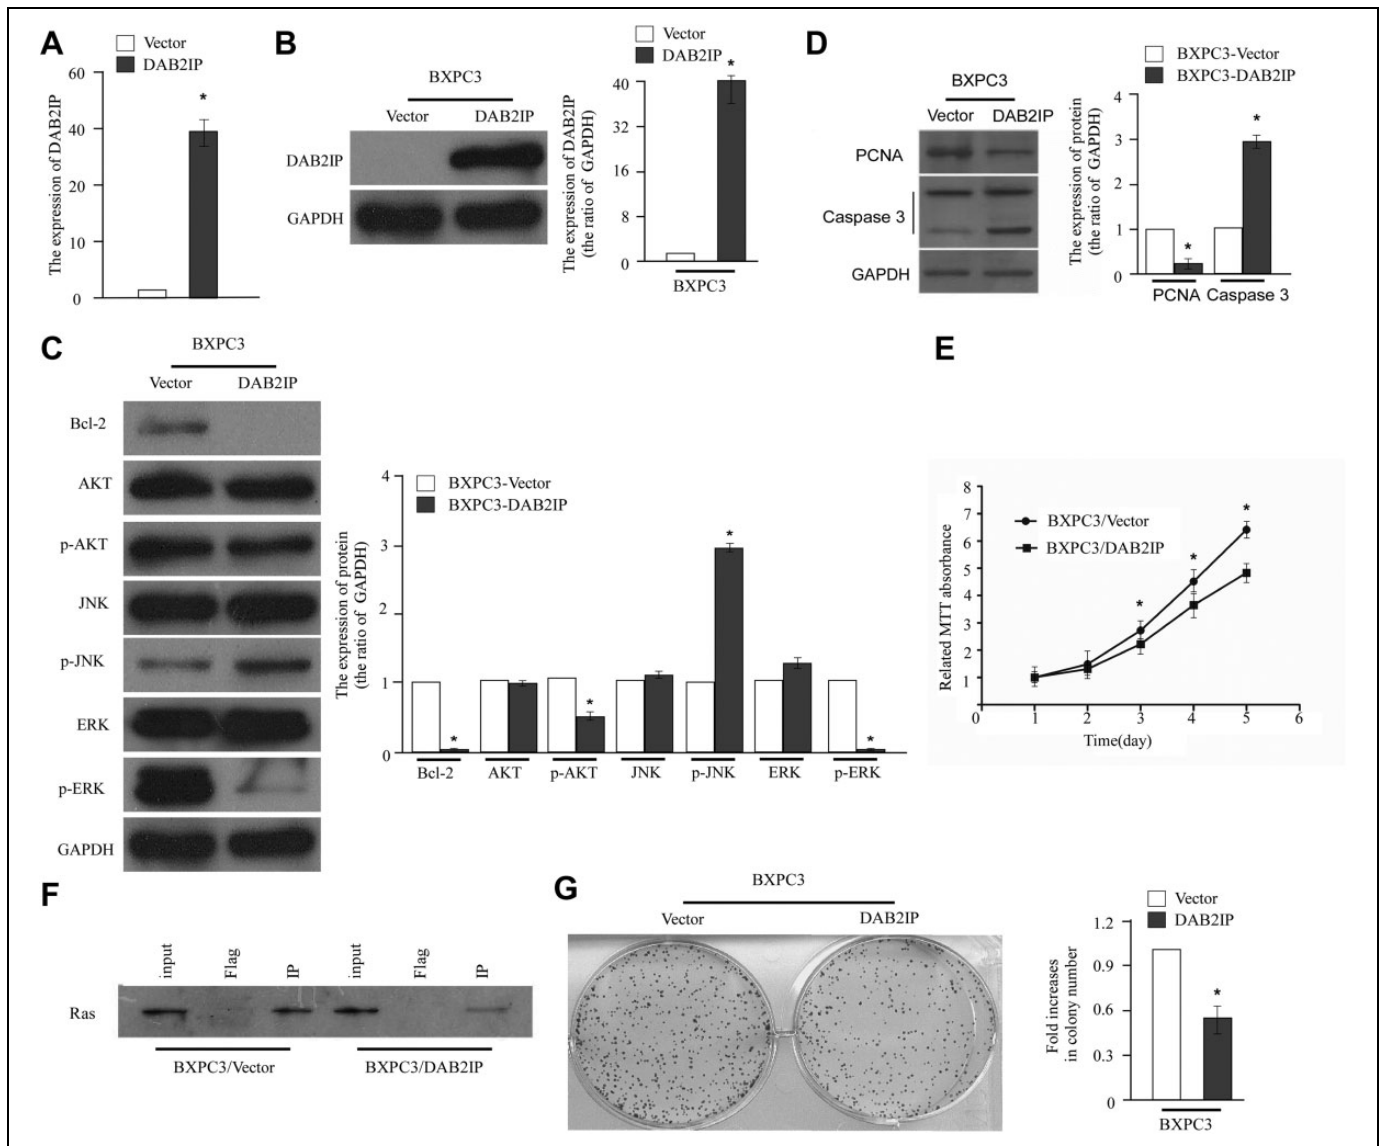 A
Vector
DAB2IP
The expression of DAB2IP
60
40
20
10
0
*
B
BXPC3
Vector DAB2IP
DAB2IP
GAPDH
Vector
DAB2IP
The expression of DAB2IP
(the ratio of GAPDH)
40
32
16
8
0
*
BXPC3
D
BXPC3
Vector DAB2IP
PCNA
Caspase 3
GAPDH
BXPC3-Vector
BXPC3-DAB2IP
The expression of protein
(the ratio of GAPDH)
4
3
2
1
0
*
*
PCNA Caspase 3
C
BXPC3
Vector DAB2IP
Bcl-2
AKT
p-AKT
JNK
p-JNK
ERK
p-ERK
GAPDH
BXPC3-Vector
BXPC3-DAB2IP
The expression of protein
(the ratio of GAPDH)
4
3
2
1
0
*
*
*
*
Bcl-2 AKT p-AKT JNK p-JNK ERK p-ERK
E
BXPC3/Vector
BXPC3/DAB2IP
Related MTT absorbance
8
7
6
5
4
3
2
1
*
*
*
0 1 2 3 4 5 6
Time(day)
F
input Flag IP input Flag IP
Ras
BXPC3/Vector BXPC3/DAB2IP
G
BXPC3
Vector DAB2IP
Vector
DAB2IP
Fold increases
in colony number
1.2
0.9
0.6
0.3
0
*
BXPC3